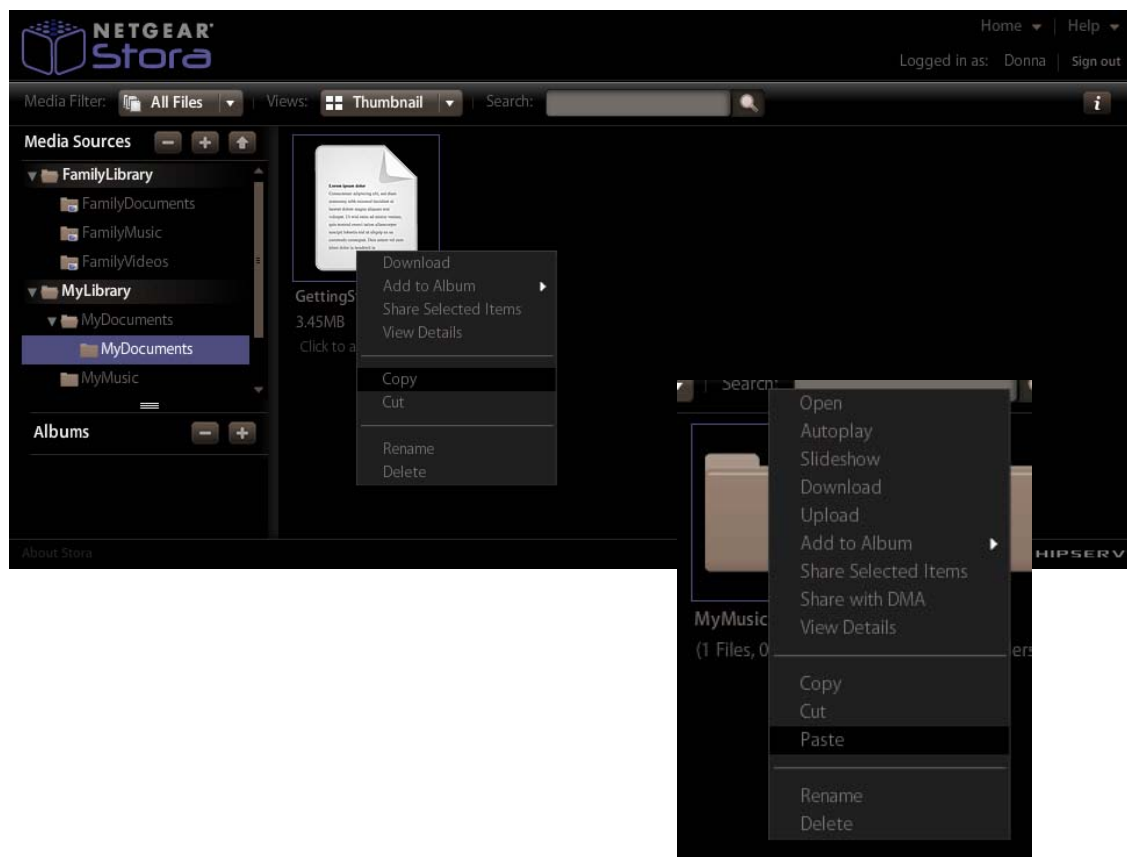 NETGEAR
Stora
Home | Help
Logged in as: Donna | Sign out
Media Filter: All Files Views: Thumbnail Search:
i
Media Sources
FamilyLibrary
FamilyDocuments
FamilyMusic
FamilyVideos
MyLibrary
MyDocuments
MyDocuments
MyMusic
Albums
About Stora
GettingS
3.45MB
Click to a
Download
Add to Album
Share Selected Items
View Details
Copy
Cut
Rename
Delete
HIPSERV
Search:
MyMusic
(1 Files, 0
ers
Open
Autoplay
Slideshow
Download
Upload
Add to Album
Share Selected Items
Share with DMA
View Details
Copy
Cut
Paste
Rename
Delete